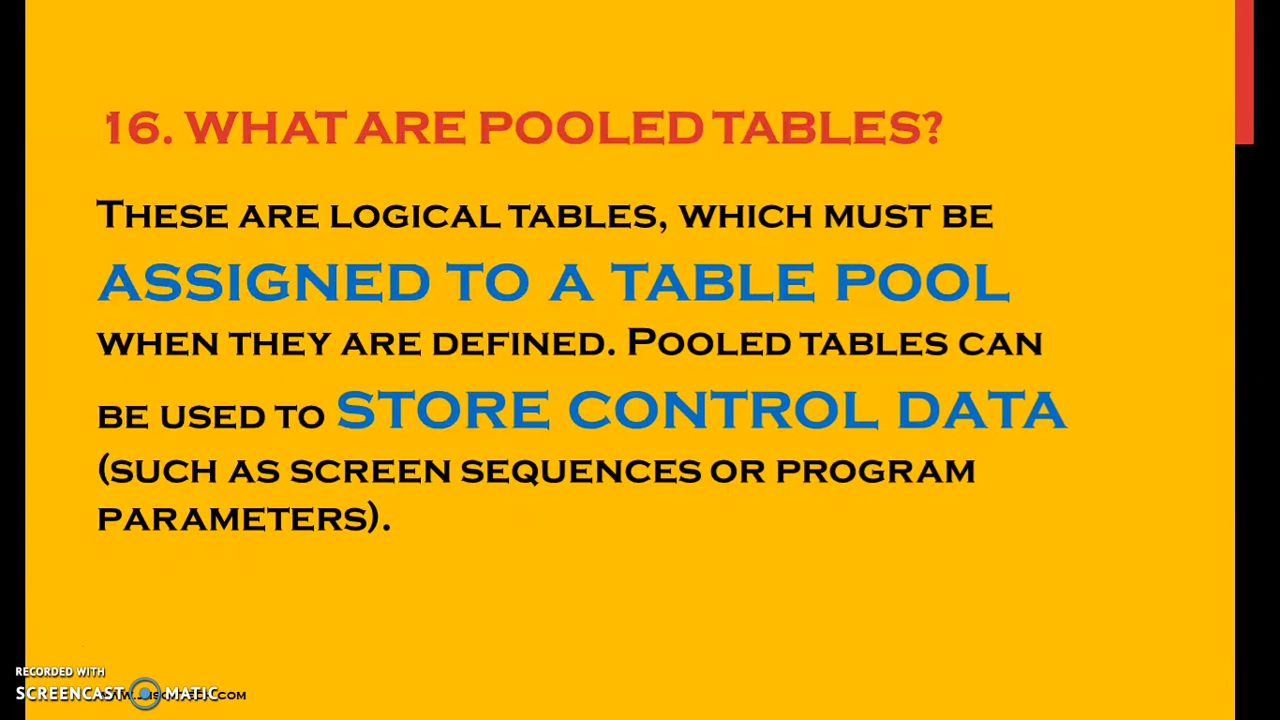 16. WHAT ARE POOLED TABLES?
THESE ARE LOGICAL TABLES, WHICH MUST BE
ASSIGNED TO A TABLE POOL
WHEN THEY ARE DEFINED. POOLED TABLES CAN
BE USED TO STORE CONTROL DATA
(SUCH AS SCREEN SEQUENCES OR PROGRAM
PARAMETERS).
RECORDED WITH
SCREENCAST MATIC